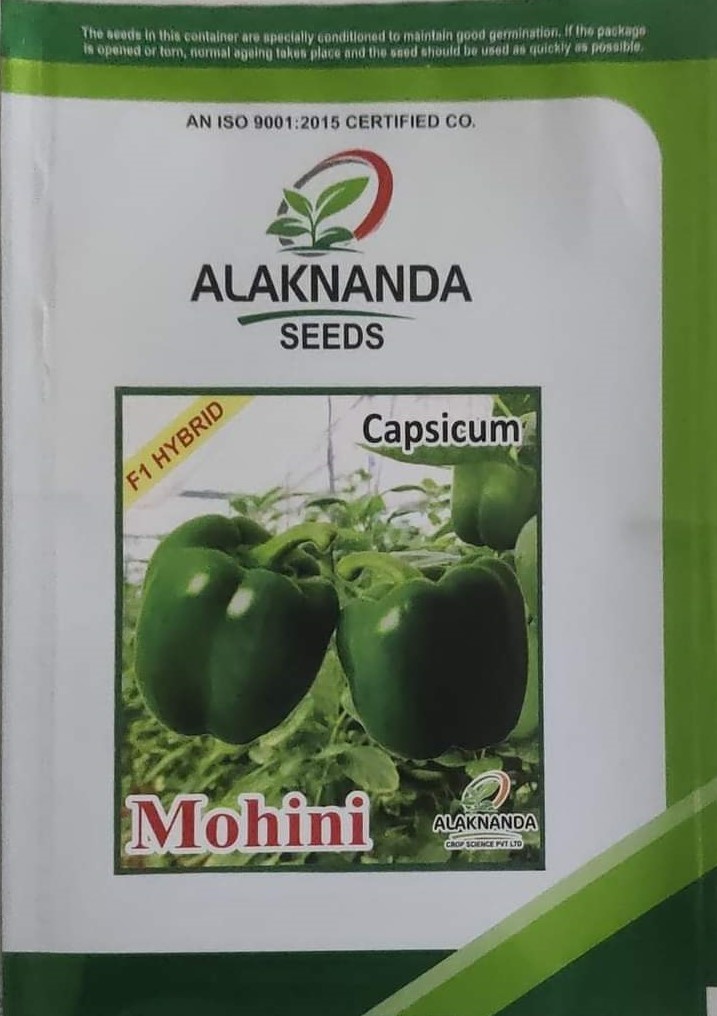 The seeds in this container are specially conditioned to maintain good germination. If the package
is opened or torn, normal ageing takes place and the seed should be used as quickly as possible.
AN ISO 9001:2015 CERTIFIED CO.
ALAKNANDA
SEEDS
F1 HYBRID
Capsicum
Mohini
ALAKNANDA
CROP SCIENCE PVT LTD